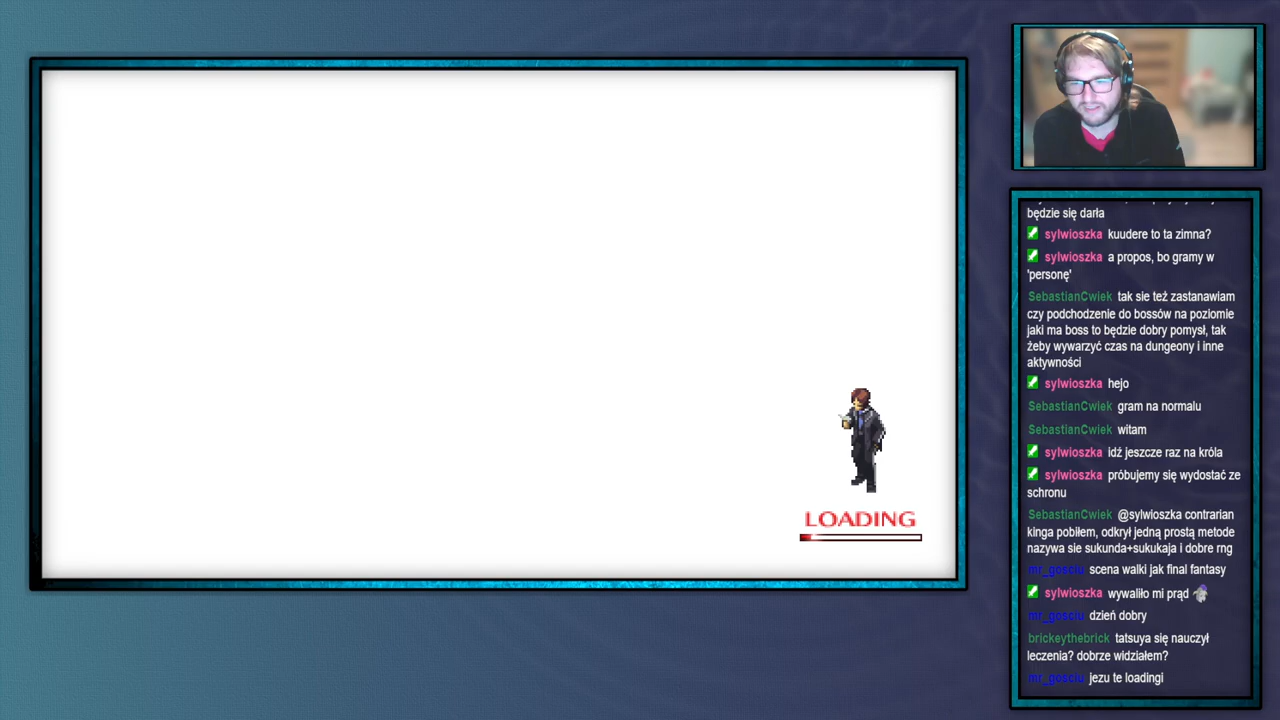 będzie się darła
sylwioszka kuudere to ta zimna?
sylwioszka a propos, bo gramy w
'personę'
SebastianCwiek tak sie też zastanawiam
czy podchodzenie do bossów na poziomie
jaki ma boss to będzie dobry pomysł, tak
żeby wywarzyć czas na dungeony i inne
aktywności
sylwioszka hejo
SebastianCwiek gram na normalu
SebastianCwiek witam
sylwioszka idź jeszcze raz na króla
sylwioszka próbujemy się wydostać ze
schronu
SebastianCwiek @sylwioszka contrarian
kinga pobiłem, odkrył jedną prostą metode
nazywa sie sukunda+sukukaja i dobre rng
mr_gosciu scena walki jak final fantasy
sylwioszka wywaliło mi prąd
mr_gosciu dzień dobry
brickeythebrick tatsuya się nauczył
leczenia? dobrze widziałem?
mr_gosciu jezu te loadingi
LOADING